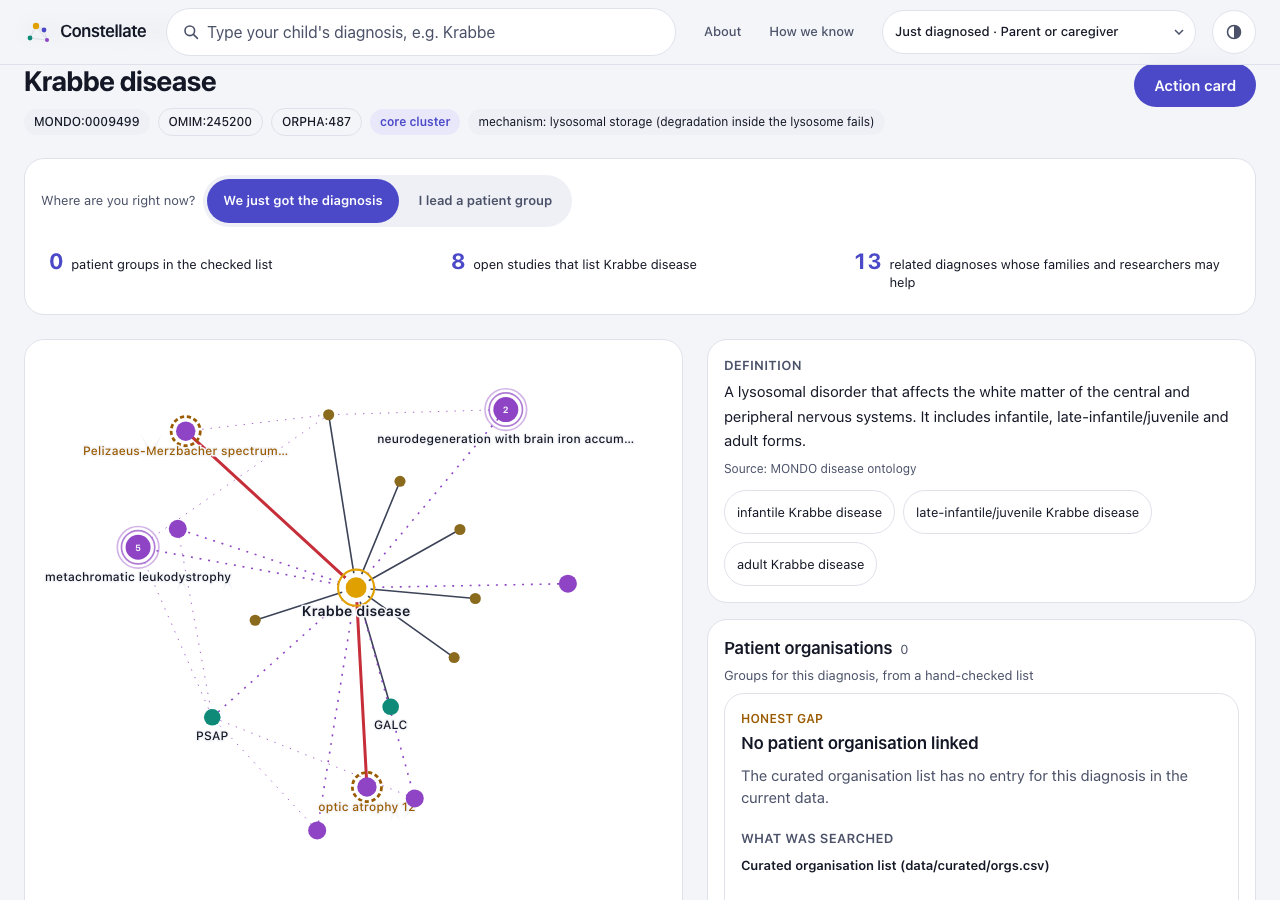 Constellate
Type your child's diagnosis, e.g. Krabbe
About
How we know
Just diagnosed · Parent or caregiver
Krabbe disease
Action card
MONDO:0009499
OMIM:245200
ORPHA:487
core cluster
mechanism: lysosomal storage (degradation inside the lysosome fails)
Where are you right now?
We just got the diagnosis
I lead a patient group
0 patient groups in the checked list
8 open studies that list Krabbe disease
13 related diagnoses whose families and researchers may
help
2
neurodegeneration with brain iron accum...
Pelizaeus-Merzbacher spectrum...
5
metachromatic leukodystrophy
Krabbe disease
GALC
PSAP
optic atrophy 12
DEFINITION
A lysosomal disorder that affects the white matter of the central and
peripheral nervous systems. It includes infantile, late-infantile/juvenile and
adult forms.
Source: MONDO disease ontology
infantile Krabbe disease
late-infantile/juvenile Krabbe disease
adult Krabbe disease
Patient organisations 0
Groups for this diagnosis, from a hand-checked list
HONEST GAP
No patient organisation linked
The curated organisation list has no entry for this diagnosis in the
current data.
WHAT WAS SEARCHED
Curated organisation list (data/curated/orgs.csv)